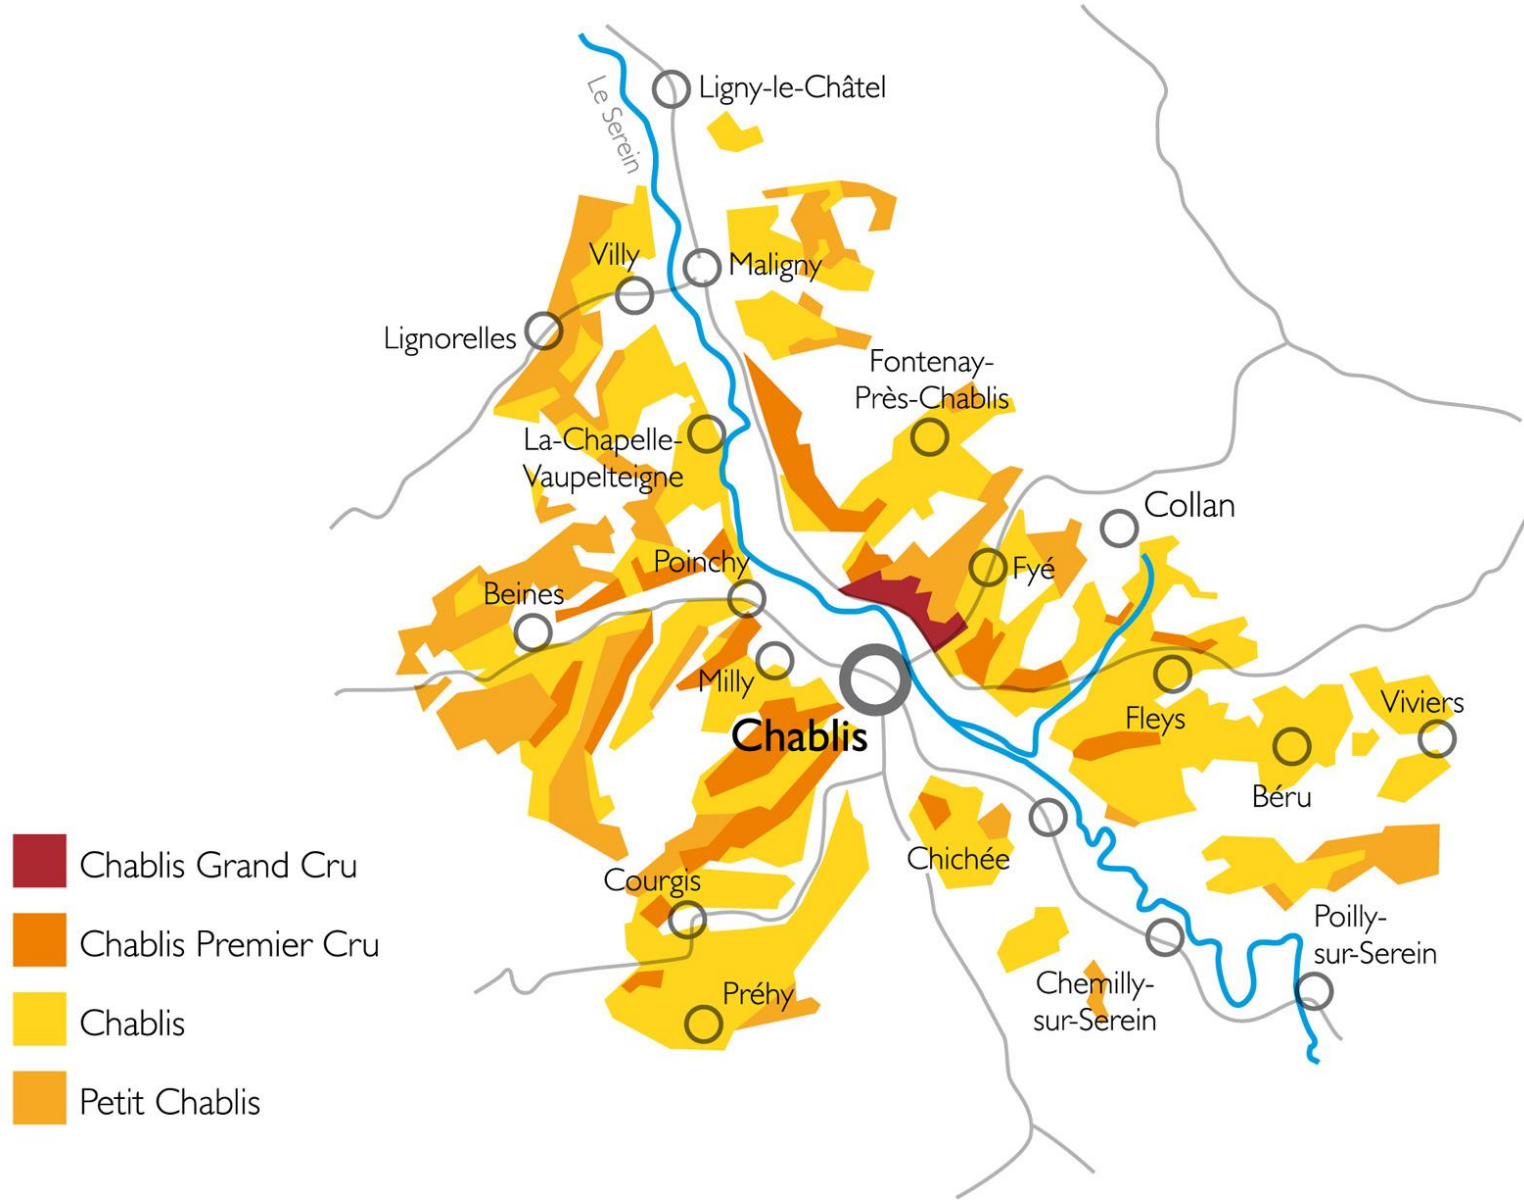 Ligny-le-Châtel
Le Serein
Villy
Maligny
Lignorelles
Fontenay-
Près-Chablis
La-Chapelle-
Vaupelteigne
Collan
Poinchy
Fyé
Beines
Milly
Chablis
Fleys
Viviers
Béru
Chichée
Courgis
Poilly-
sur-Serein
Préhy
Chemilly-
sur-Serein
Chablis Grand Cru
Chablis Premier Cru
Chablis
Petit Chablis